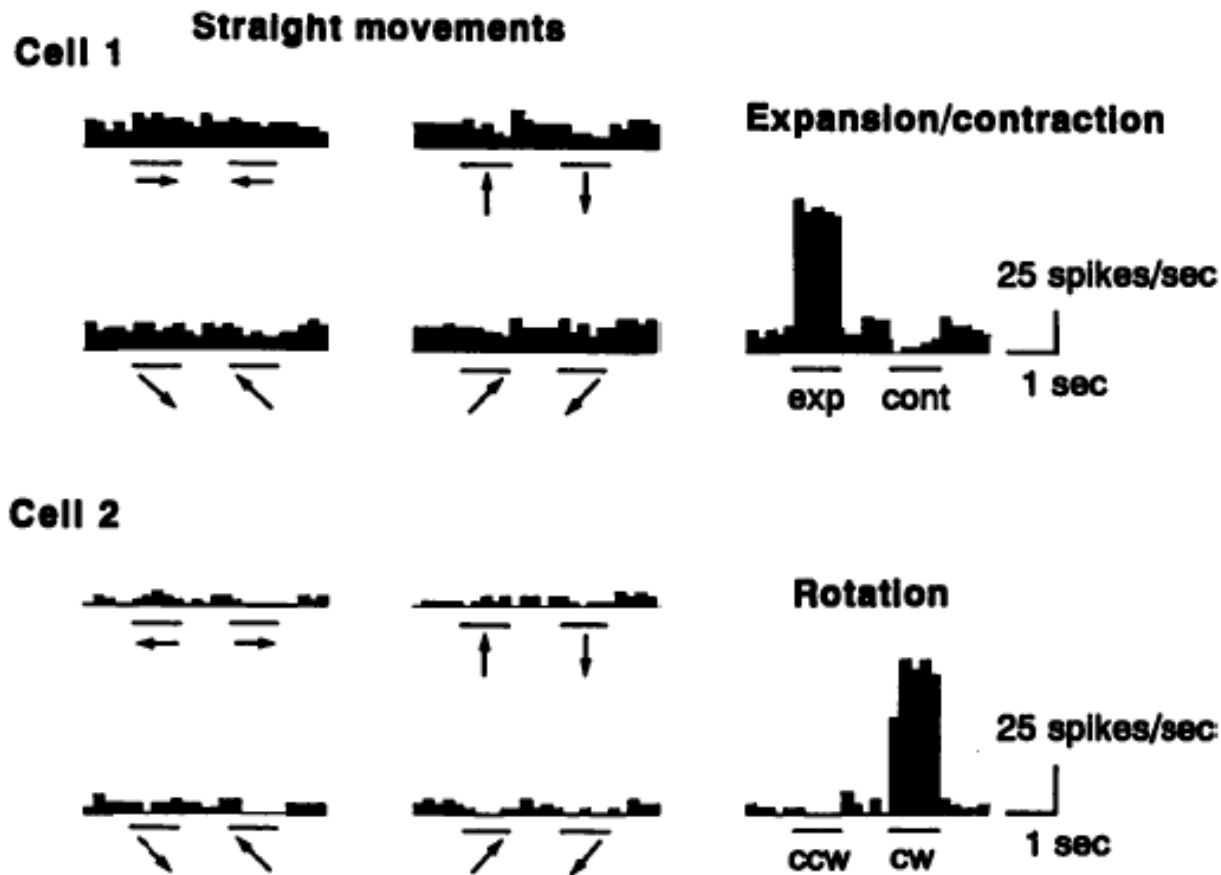 Straight movements
Cell 1
Expansion/contraction
25 spikes/sec
1 sec
exp cont
Cell 2
Rotation
25 spikes/sec
1 sec
ccw cw